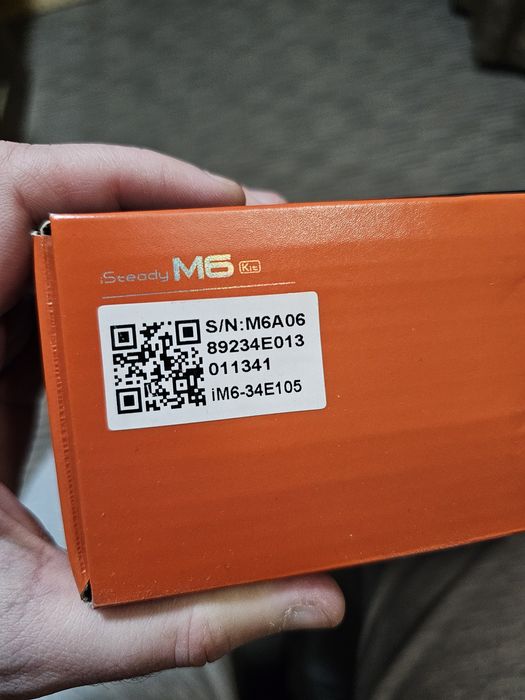 iSteady M6 Kit
S/N:M6A06
89234E013
011341
iM6-34E105